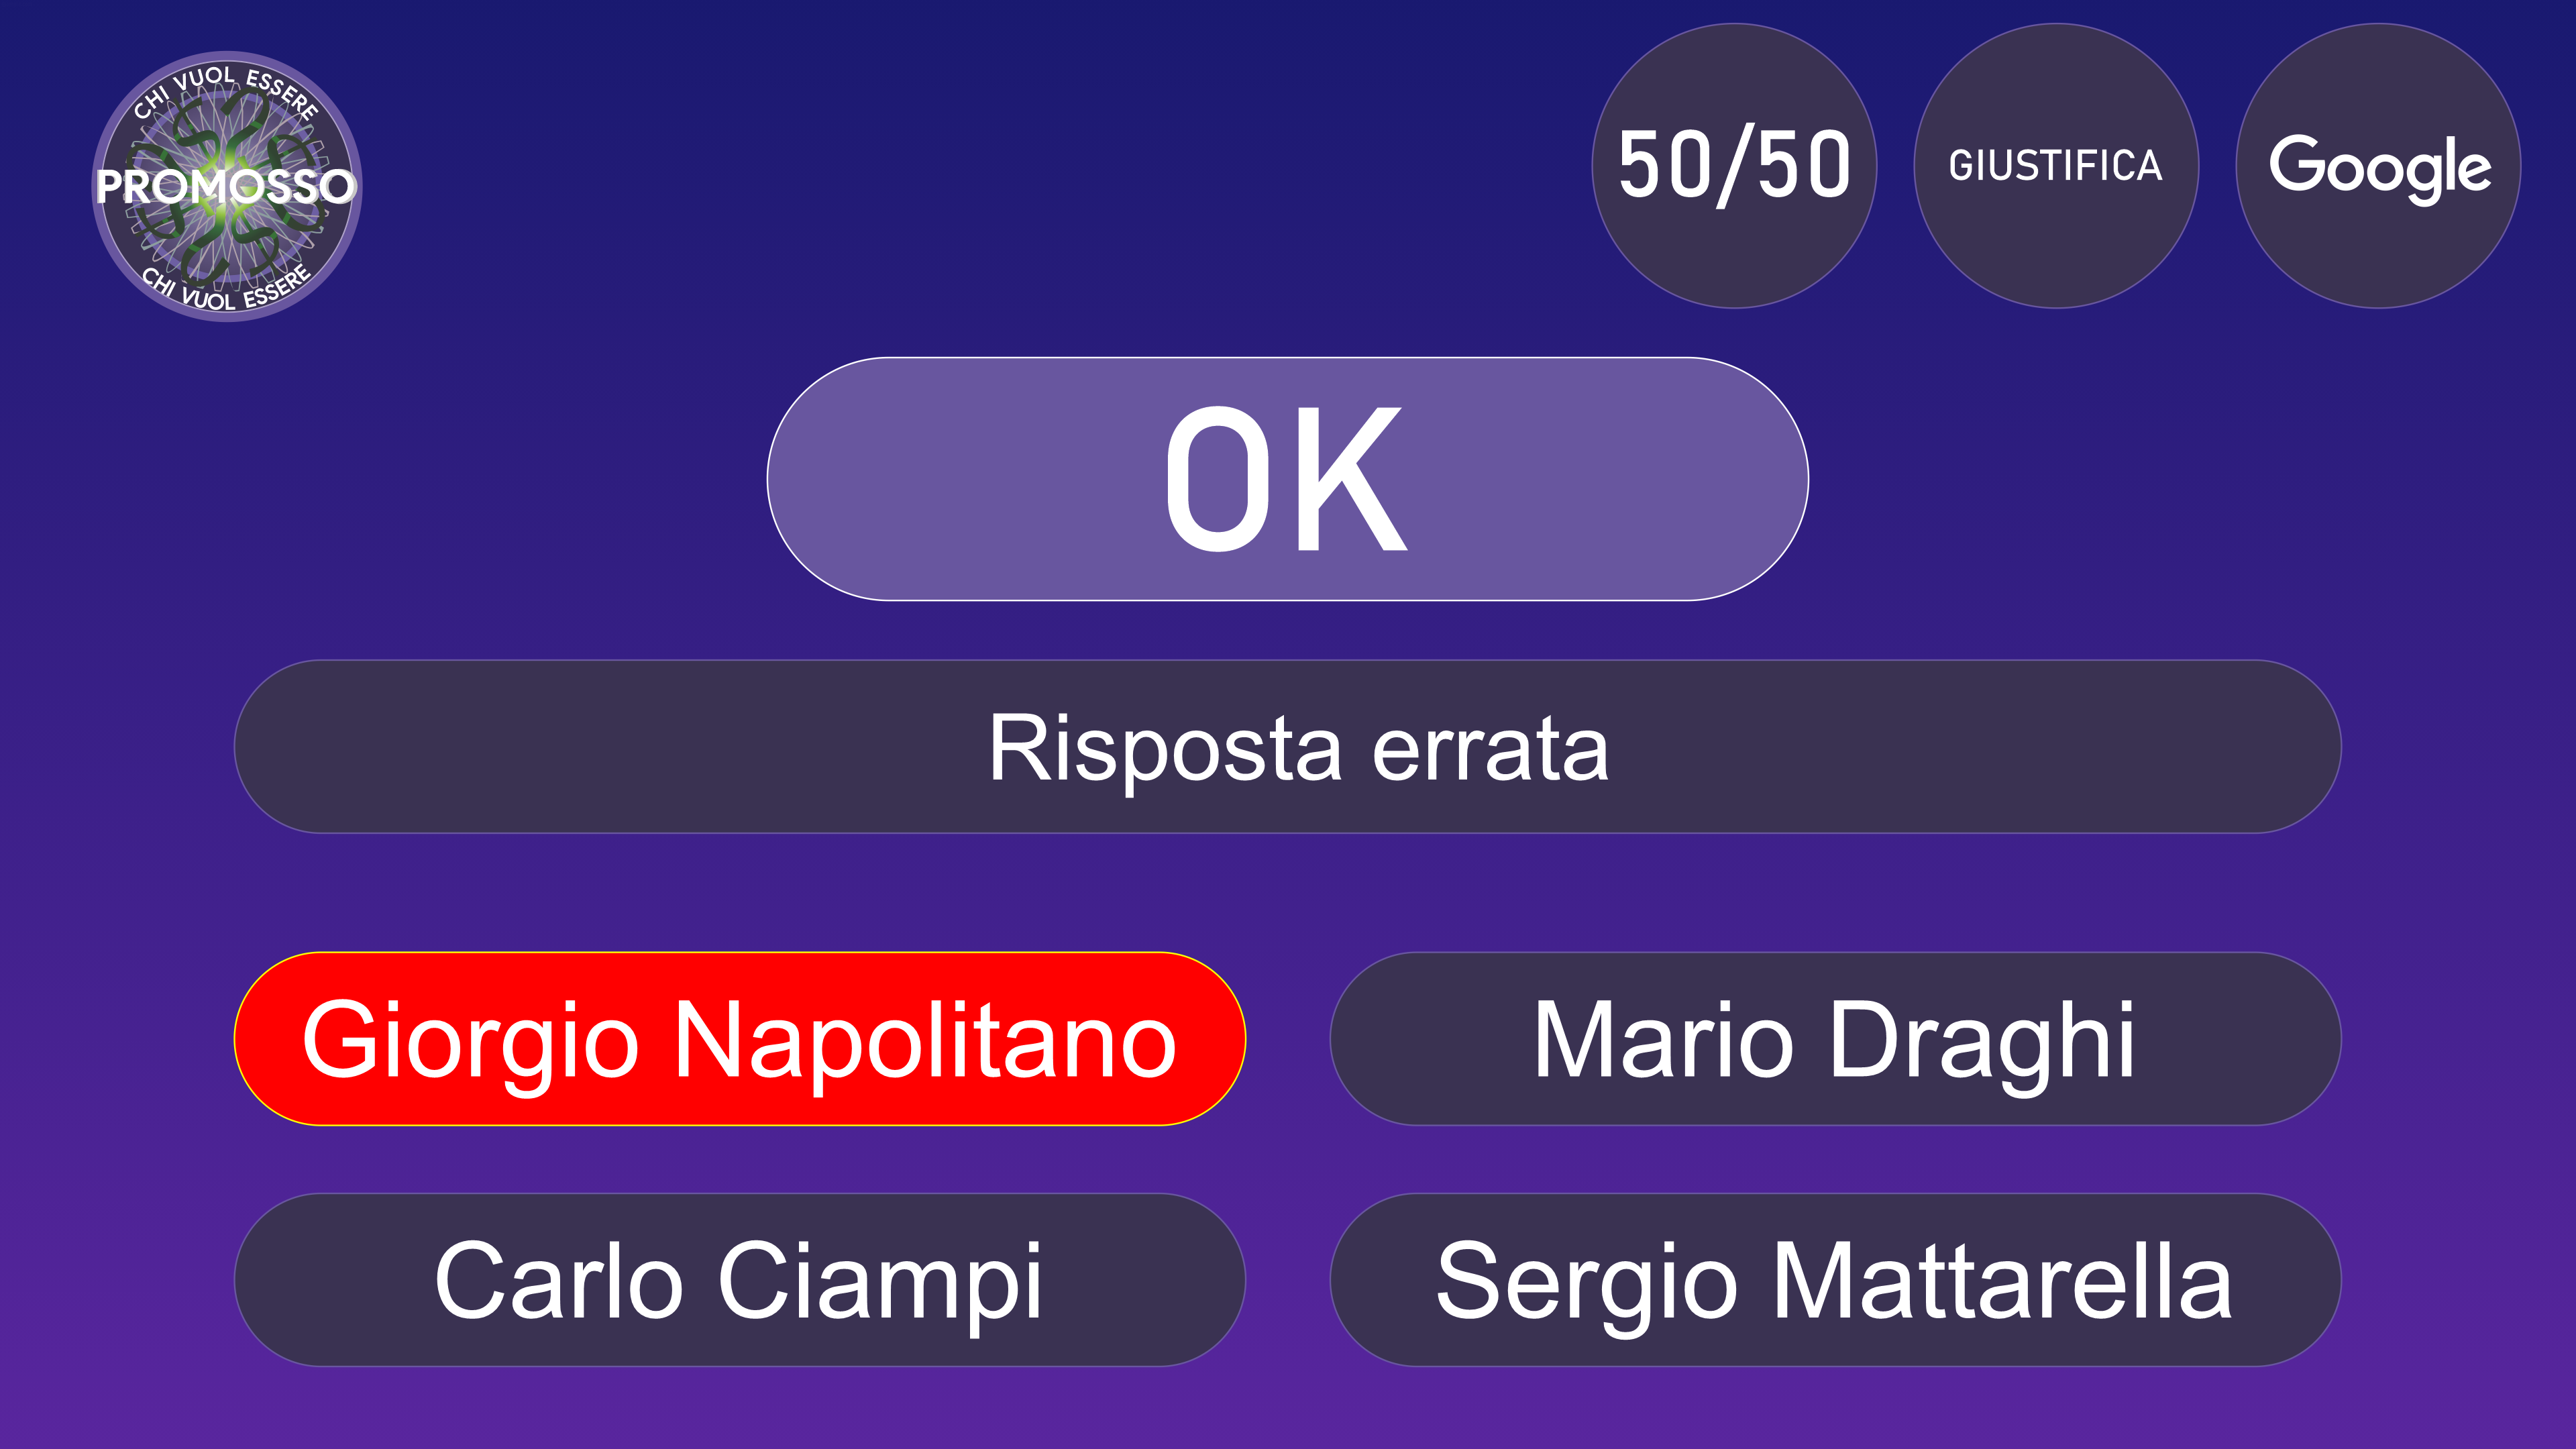 CHI VUOL ESSERE
PROMOSSO
CHI VUOL ESSERE
50/50
GIUSTIFICA
Google
OK
Risposta errata
Giorgio Napolitano
Mario Draghi
Carlo Ciampi
Sergio Mattarella